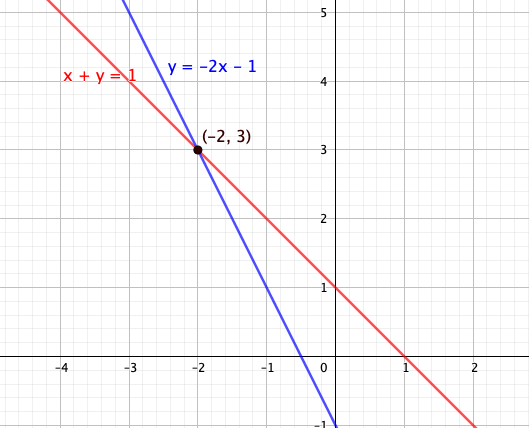 5
y = −2x − 1
x + y = 1
4
(−2, 3)
3
2
1
−4 −3 −2 −1 0 1 2
−1